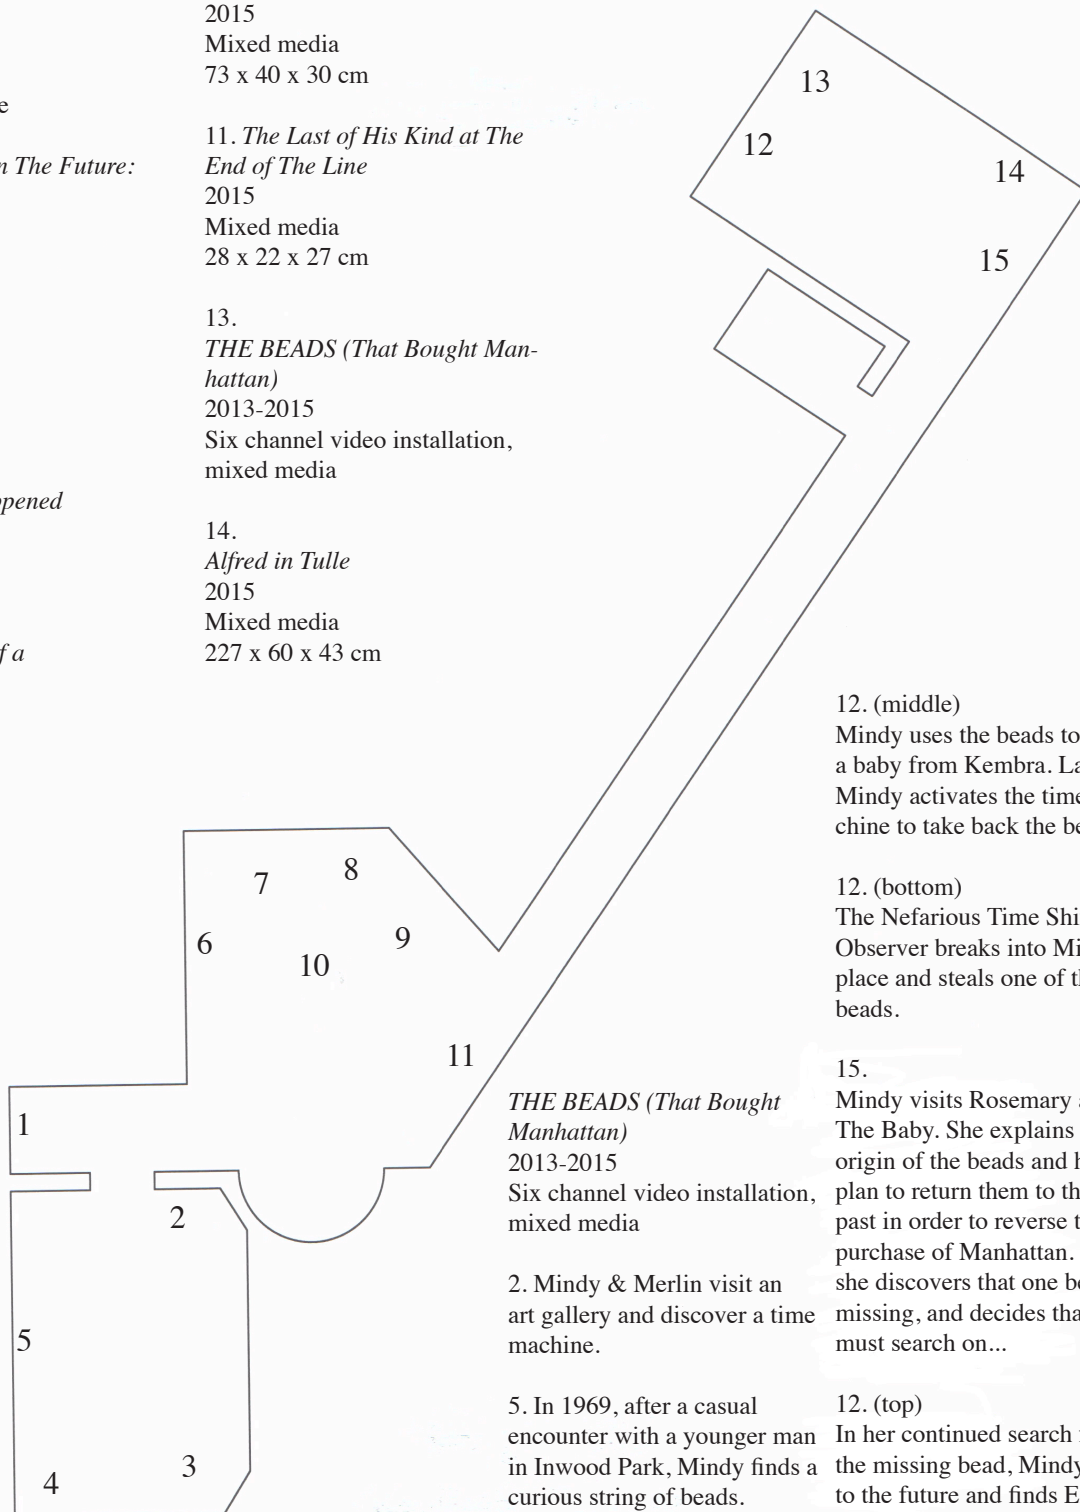 e
n The Future:
ppened
f a
2015
Mixed media
73 x 40 x 30 cm
11. The Last of His Kind at The
End of The Line
2015
Mixed media
28 x 22 x 27 cm
13.
THE BEADS (That Bought Man-
hattan)
2013-2015
Six channel video installation,
mixed media
14.
Alfred in Tulle
2015
Mixed media
227 x 60 x 43 cm
13
12
14
15
7
8
6
9
10
11
1
2
5
3
4
THE BEADS (That Bought
Manhattan)
2013-2015
Six channel video installation,
mixed media
2. Mindy & Merlin visit an
art gallery and discover a time
machine.
5. In 1969, after a casual
encounter with a younger man
in Inwood Park, Mindy finds a
curious string of beads.
12. (middle)
Mindy uses the beads to
a baby from Kembra. La
Mindy activates the time
chine to take back the be
12. (bottom)
The Nefarious Time Shi
Observer breaks into Mi
place and steals one of th
beads.
15.
Mindy visits Rosemary a
The Baby. She explains
origin of the beads and h
plan to return them to th
past in order to reverse t
purchase of Manhattan.
she discovers that one be
missing, and decides tha
must search on...
12. (top)
In her continued search
the missing bead, Mindy
to the future and finds E